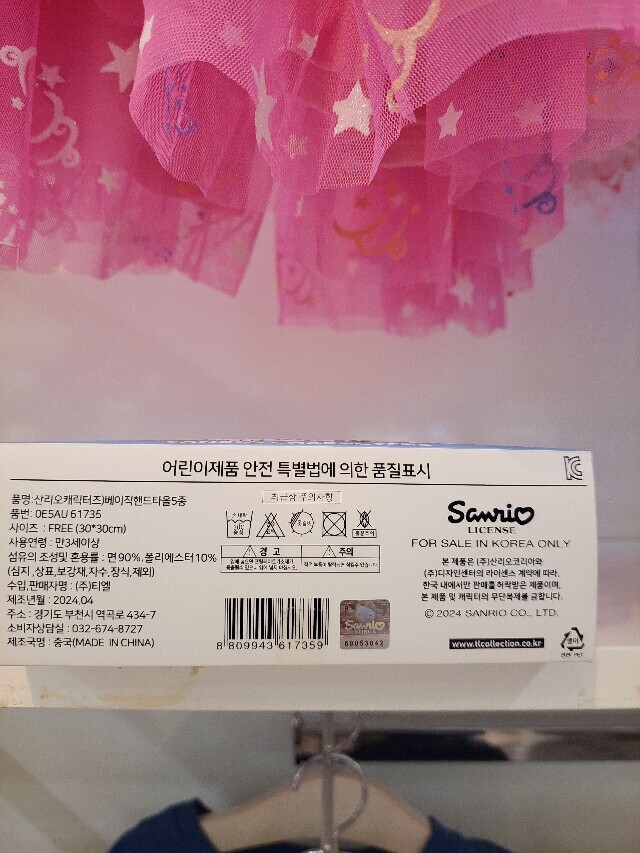 어린이제품 안전 특별법에 의한 품질표시
품명:산리오캐릭터즈)베이직핸드타올5종
품번: 0E5AU 61735
사이즈 : FREE (30*30cm)
사용연령 : 만3세이상
섬유의 조성및 혼용률 : 면 90%, 폴리에스터 10%
(심지, 상표, 보강재, 자수, 장식, 제외)
수입,판매자명 : (주)티엘
제조년월 : 2024.04
주소 : 경기도 부천시 역곡로 434-7
소비자상담실 : 032-674-8727
제조국명 : 중국(MADE IN CHINA)
취급상 주의사항
경 고
주의
8 809943 617359
Sanrio
68053042
Sanrio
LICENSE
FOR SALE IN KOREA ONLY
본 제품은 (주)산리오코리아와
(주)디자인센터의 라이센스 계약에 따라,
한국 내에서만 판매를 허락받은 제품이며,
본 제품 및 캐릭터의 무단복제를 금합니다.
© 2024 SANRIO CO., LTD.
www.tlcollection.co.kr